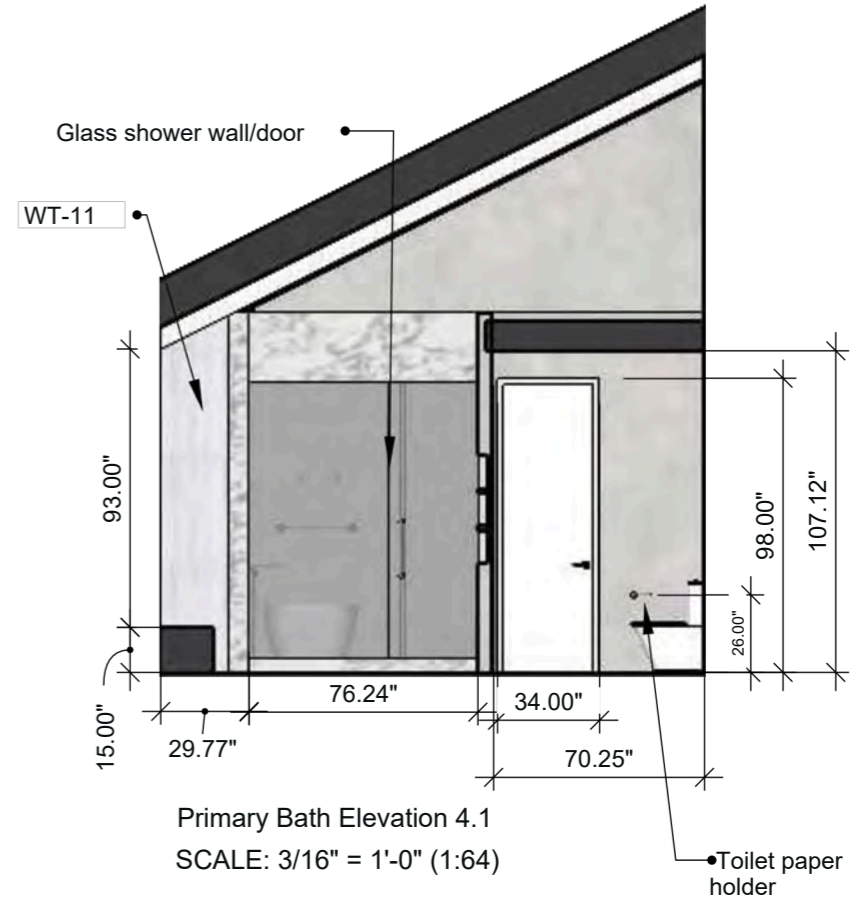 Glass shower wall/door
WT-11
93.00"
15.00"
98.00"
107.12"
26.00"
76.24"
34.00"
29.77"
70.25"
Primary Bath Elevation 4.1
SCALE: 3/16" = 1'-0" (1:64)
Toilet paper
holder